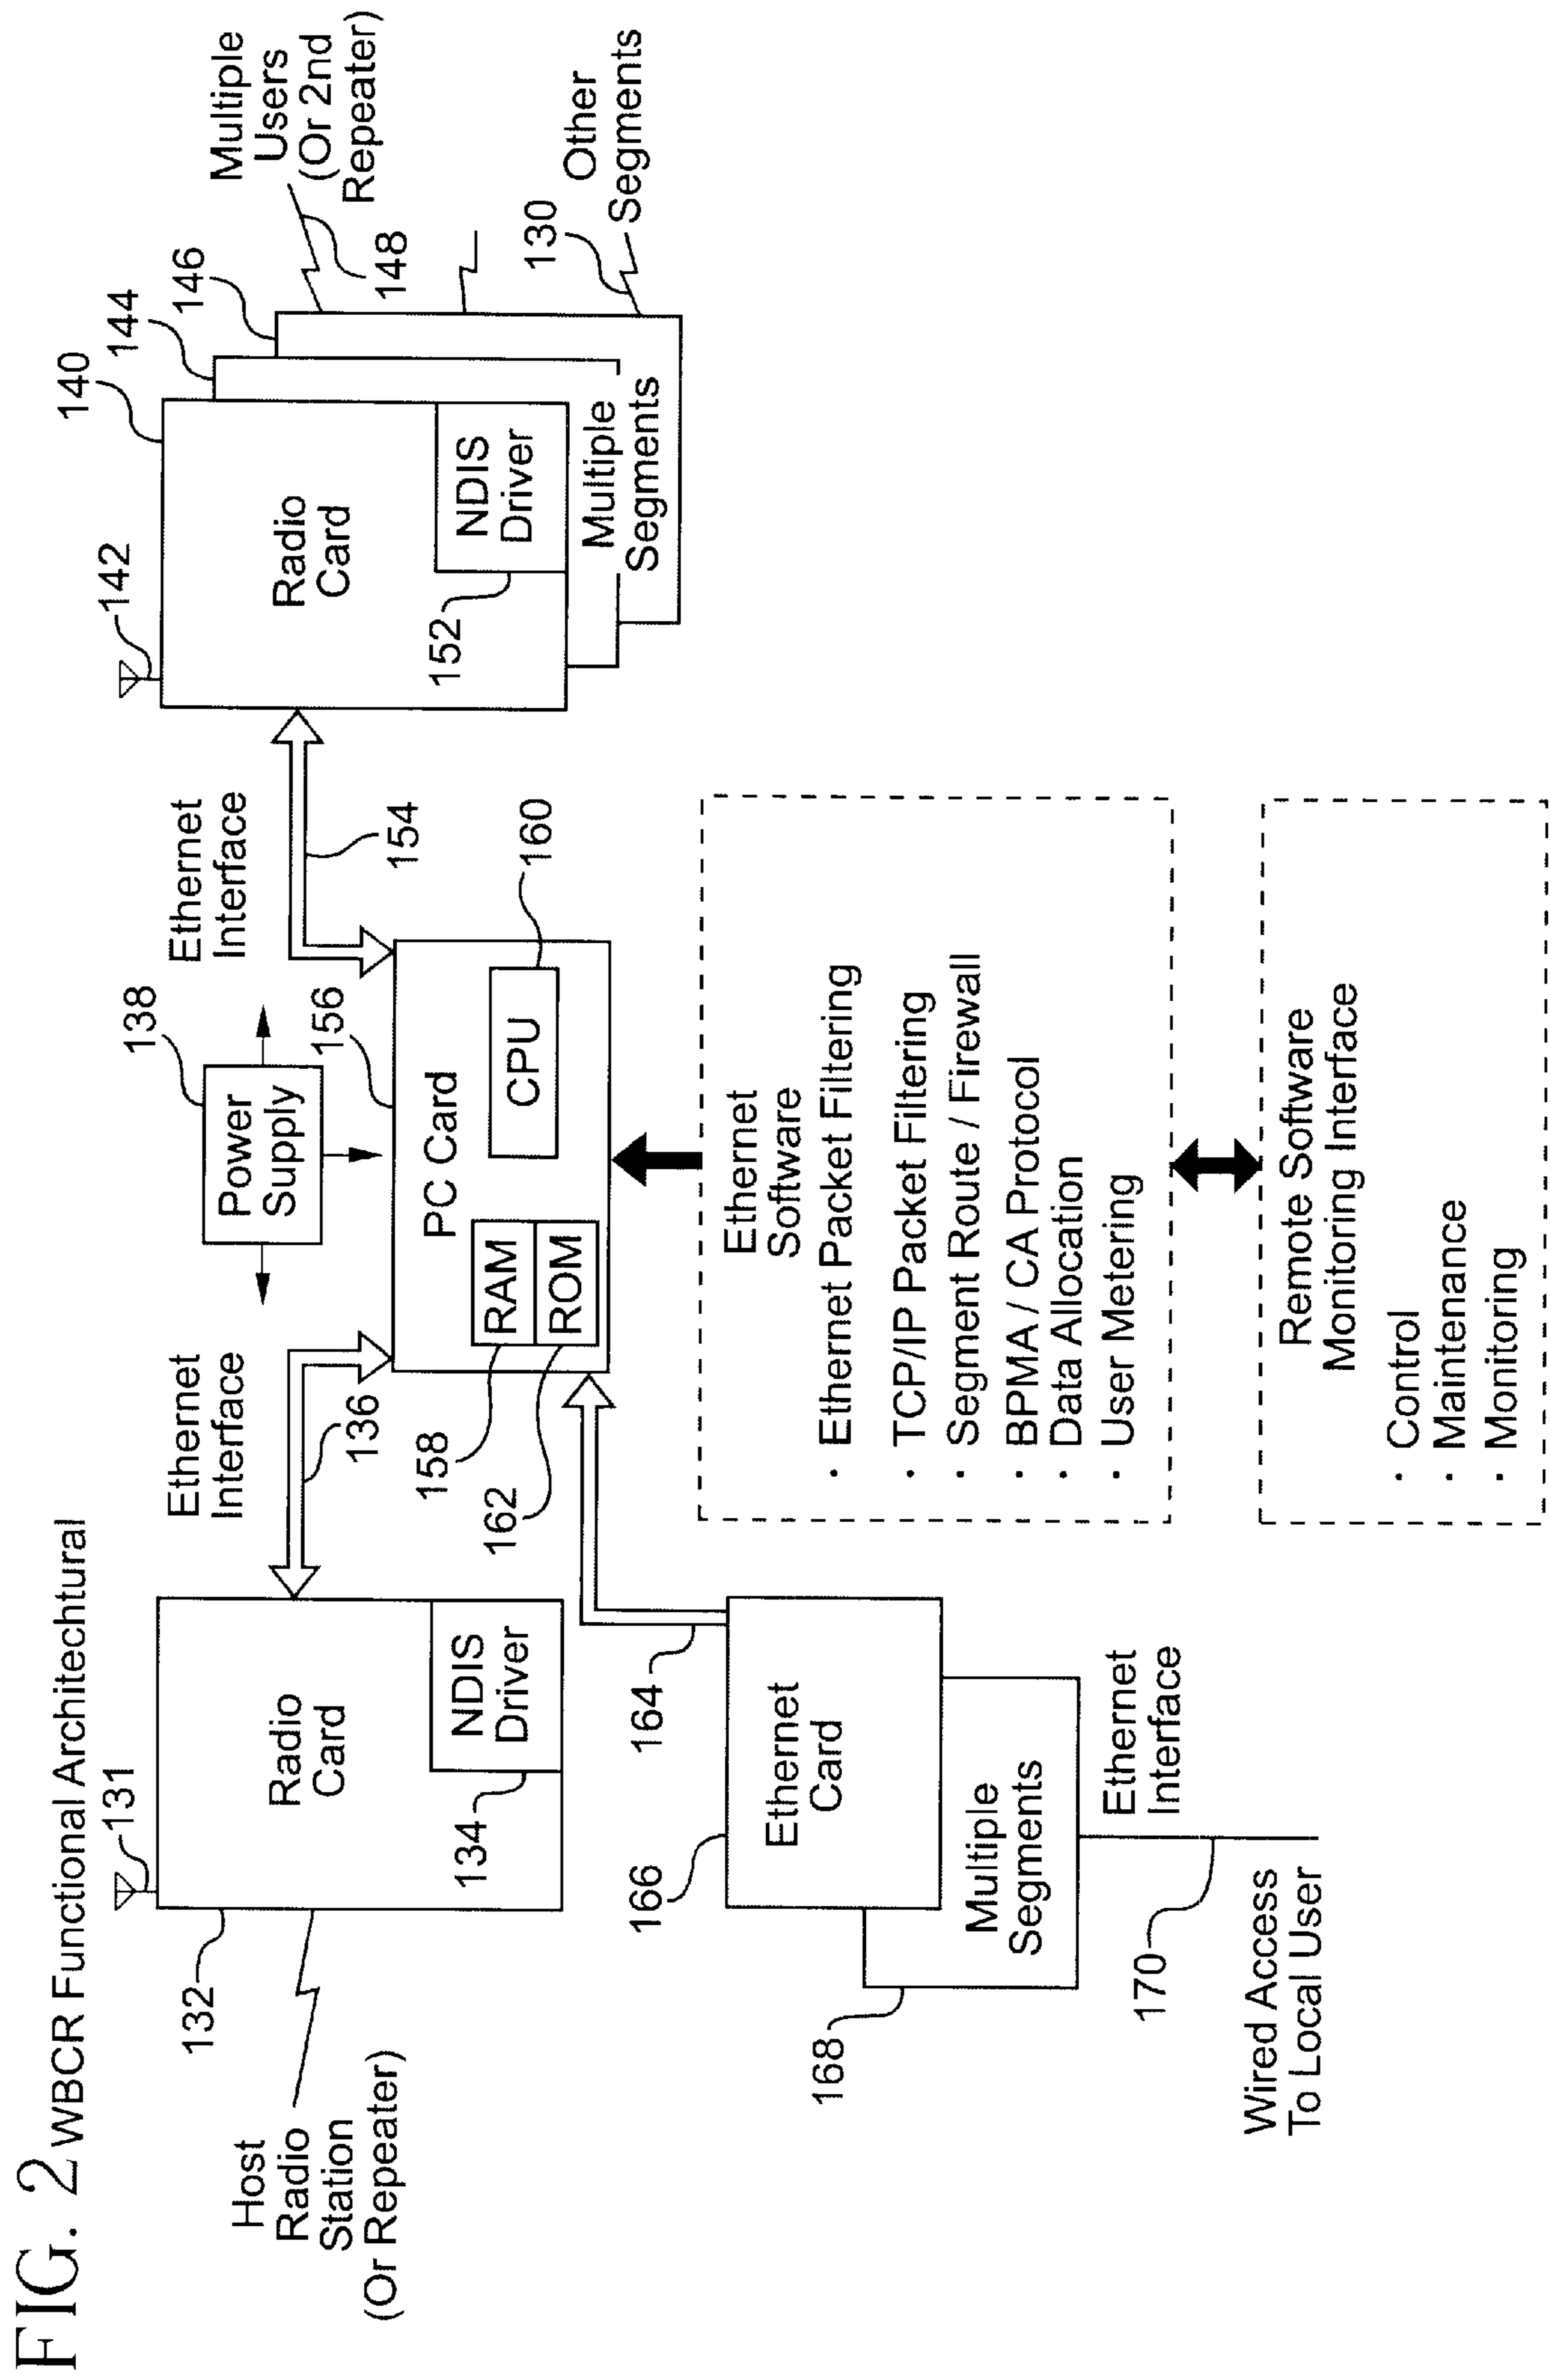 FIG. 2
WBCR Functional Architechtural
Host
Radio
Station
(Or Repeater)
132
131
Radio
Card
NDIS
Driver
134
Ethernet
Interface
136
138
Power
Supply
156
PC Card
RAM
ROM
CPU
158
162
160
Ethernet
Interface
154
142
140
144
146
Radio
Card
NDIS
Driver
152
Multiple
Segments
Multiple
Users
(Or 2nd
Repeater)
148
130
Other
Segments
164
166
Ethernet
Card
168
Multiple
Segments
Ethernet
Interface
170
Wired Access
To Local User
Ethernet
Software
· Ethernet Packet Filtering
· TCP/IP Packet Filtering
· Segment Route / Firewall
· BPMA / CA Protocol
· Data Allocation
· User Metering
Remote Software
Monitoring Interface
· Control
· Maintenance
· Monitoring